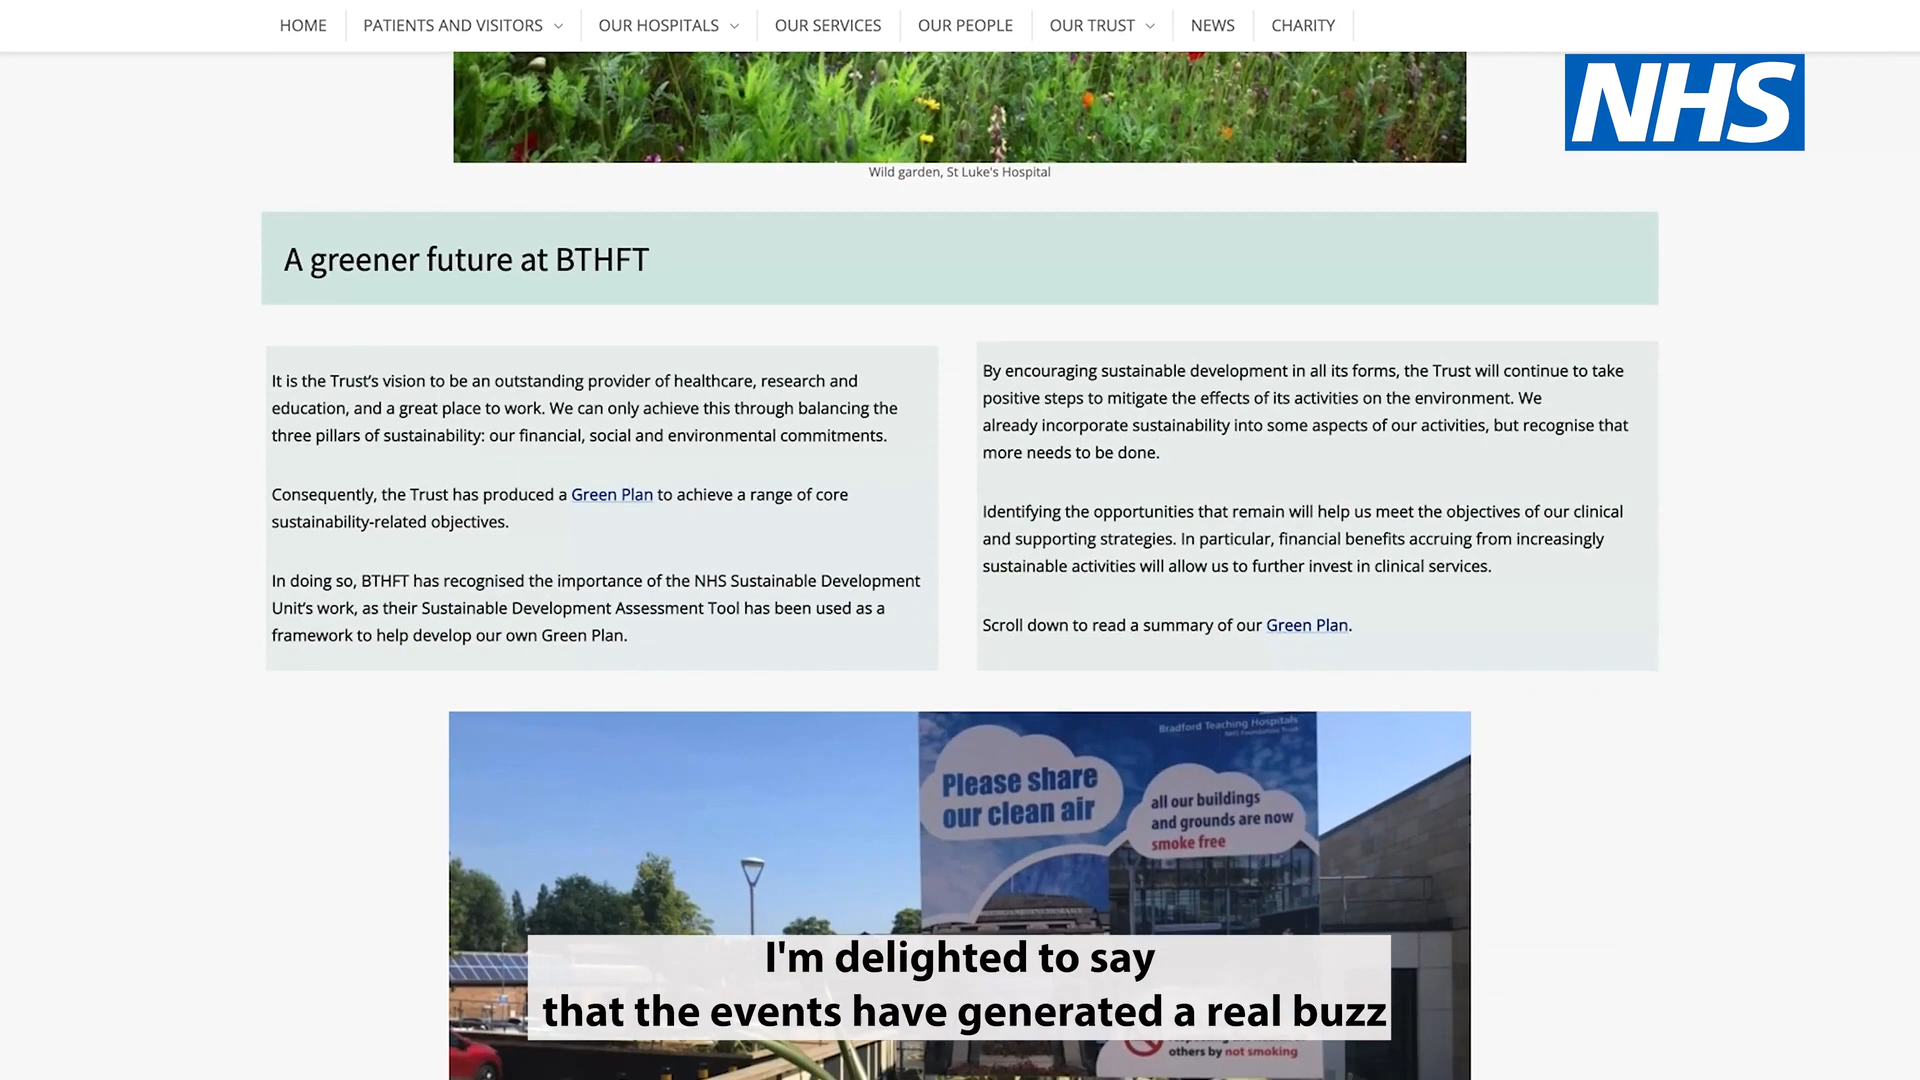 HOME
PATIENTS AND VISITORS
OUR HOSPITALS
OUR SERVICES
OUR PEOPLE
OUR TRUST
NEWS
CHARITY
NHS
Wild garden, St Luke's Hospital
A greener future at BTHFT
It is the Trust's vision to be an outstanding provider of healthcare, research and
education, and a great place to work. We can only achieve this through balancing the
three pillars of sustainability: our financial, social and environmental commitments.
Consequently, the Trust has produced a Green Plan to achieve a range of core
sustainability-related objectives.
In doing so, BTHFT has recognised the importance of the NHS Sustainable Development
Unit's work, as their Sustainable Development Assessment Tool has been used as a
framework to help develop our own Green Plan.
By encouraging sustainable development in all its forms, the Trust will continue to take
positive steps to mitigate the effects of its activities on the environment. We
already incorporate sustainability into some aspects of our activities, but recognise that
more needs to be done.
Identifying the opportunities that remain will help us meet the objectives of our clinical
and supporting strategies. In particular, financial benefits accruing from increasingly
sustainable activities will allow us to further invest in clinical services.
Scroll down to read a summary of our Green Plan.
Bradford Teaching Hospitals
NHS Foundation Trust
Please share
our clean air
all our buildings
and grounds are now
smoke free
I'm delighted to say
that the events have generated a real buzz
others by not smoking